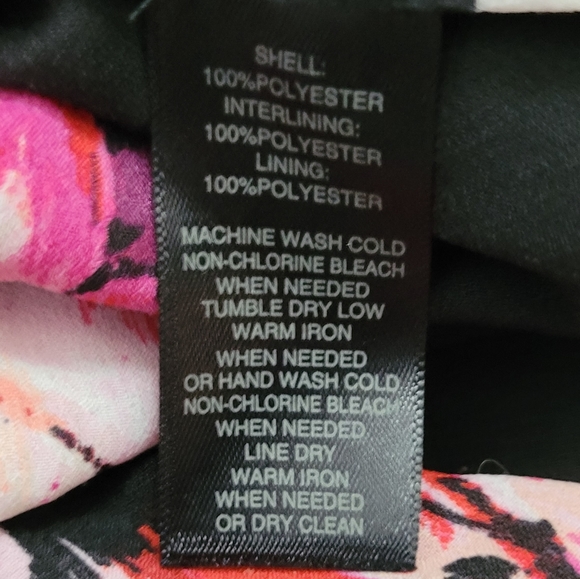 SHELL:
100%POLYESTER
INTERLINING:
100%POLYESTER
LINING:
100%POLYESTER
MACHINE WASH COLD
NON-CHLORINE BLEACH
WHEN NEEDED
TUMBLE DRY LOW
WARM IRON
WHEN NEEDED
OR HAND WASH COLD
NON-CHLORINE BLEACH
WHEN NEEDED
LINE DRY
WARM IRON
WHEN NEEDED
OR DRY CLEAN